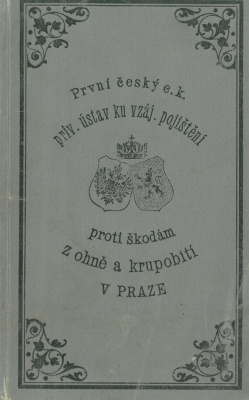 První český c. k.
priv. ústav ku vzáj. pojištění
proti škodám
z ohně a krupobití
V PRAZE